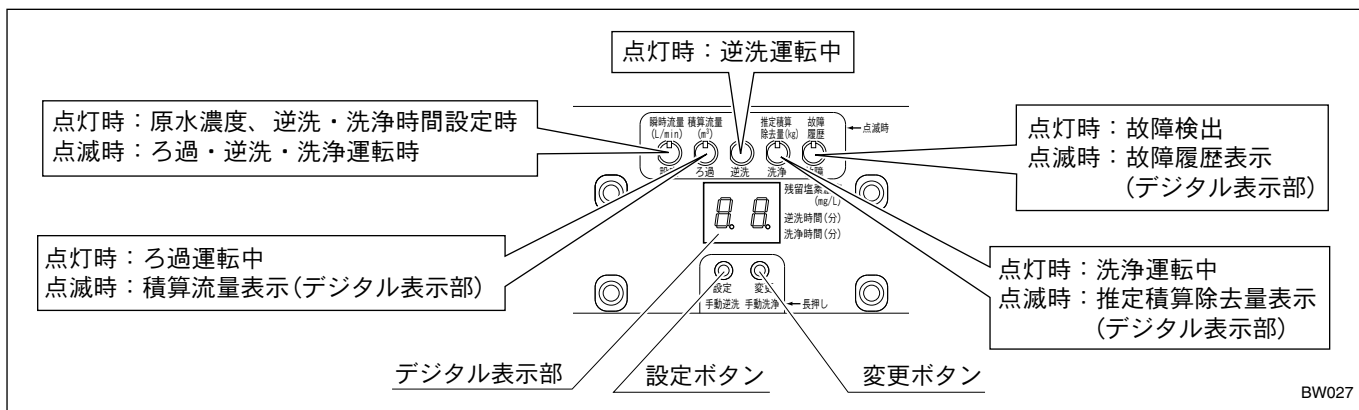 点灯時：逆洗運転中
点灯時：原水濃度、逆洗・洗浄時間設定時
点滅時：ろ過・逆洗・洗浄運転時
点灯時：故障検出
点滅時：故障履歴表示
(デジタル表示部)
点灯時：ろ過運転中
点滅時：積算流量表示(デジタル表示部)
点灯時：洗浄運転中
点滅時：推定積算除去量表示
(デジタル表示部)
瞬時流量 積算流量 推定積算 故障
(L/min) (m³) 除去量(kg) 履歴 ←点滅時
ろ過 逆洗 洗浄
残留塩素
(mg/L)
8.8.
逆洗時間(分)
洗浄時間(分)
設定 変更
手動逆洗 手動洗浄 ←長押し
デジタル表示部 設定ボタン 変更ボタン
BW027